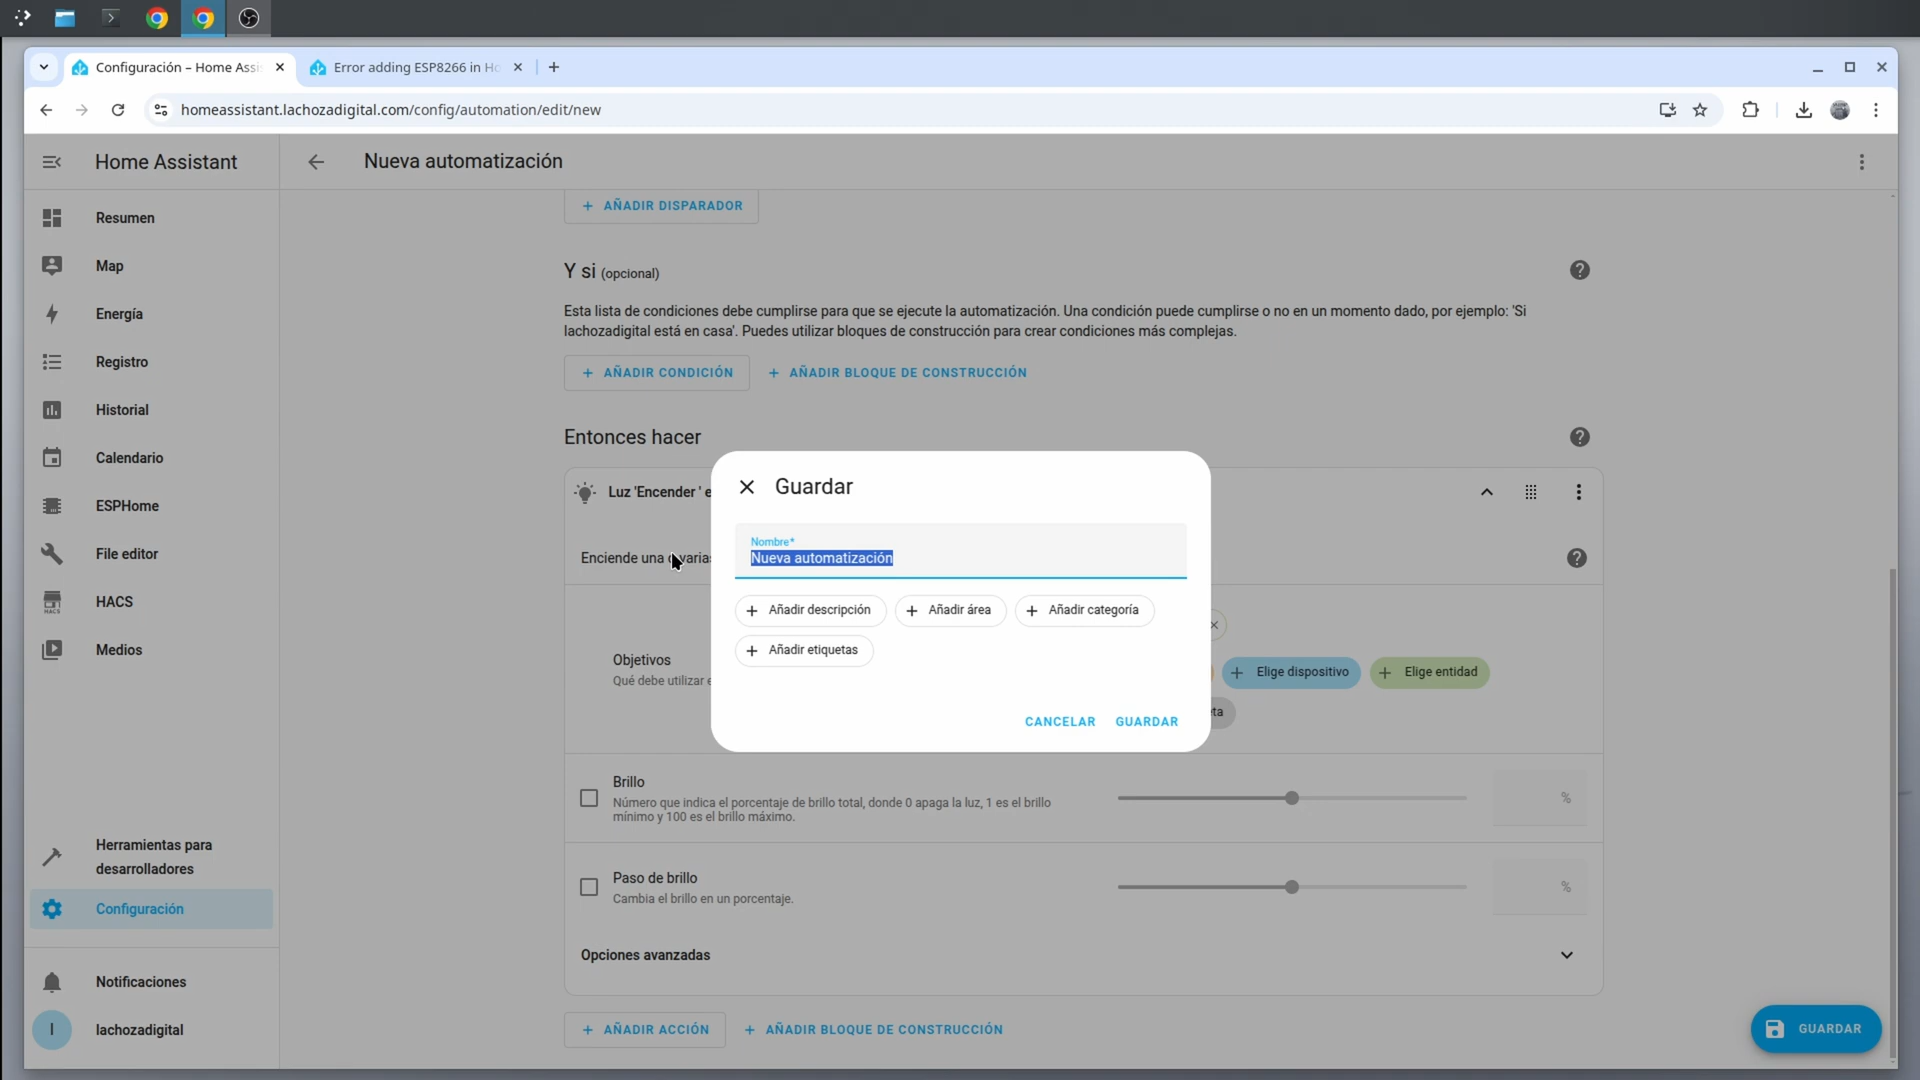 Configuración – Home Assi
Error adding ESP8266 in Ho
homeassistant.lachozadigital.com/config/automation/edit/new
Home Assistant
Nueva automatización
Resumen
Map
Energía
Registro
Historial
Calendario
ESPHome
File editor
HACS
HACS
Medios
Herramientas para
desarrolladores
Configuración
Notificaciones
l
lachozadigital
+ AÑADIR DISPARADOR
Y si (opcional)
Esta lista de condiciones debe cumplirse para que se ejecute la automatización. Una condición puede cumplirse o no en un momento dado, por ejemplo: 'Si
lachozadigital está en casa'. Puedes utilizar bloques de construcción para crear condiciones más complejas.
+ AÑADIR CONDICIÓN
+ AÑADIR BLOQUE DE CONSTRUCCIÓN
Entonces hacer
Luz 'Encender ' e
Enciende una varias
Objetivos
Qué debe utilizar e
+ Elige dispositivo
+ Elige entidad
ta
Guardar
Nombre*
Nueva automatización
+ Añadir descripción
+ Añadir área
+ Añadir categoría
+ Añadir etiquetas
CANCELAR
GUARDAR
Brillo
Número que indica el porcentaje de brillo total, donde 0 apaga la luz, 1 es el brillo
mínimo y 100 es el brillo máximo.
%
Paso de brillo
Cambia el brillo en un porcentaje.
%
Opciones avanzadas
+ AÑADIR ACCIÓN
+ AÑADIR BLOQUE DE CONSTRUCCIÓN
GUARDAR